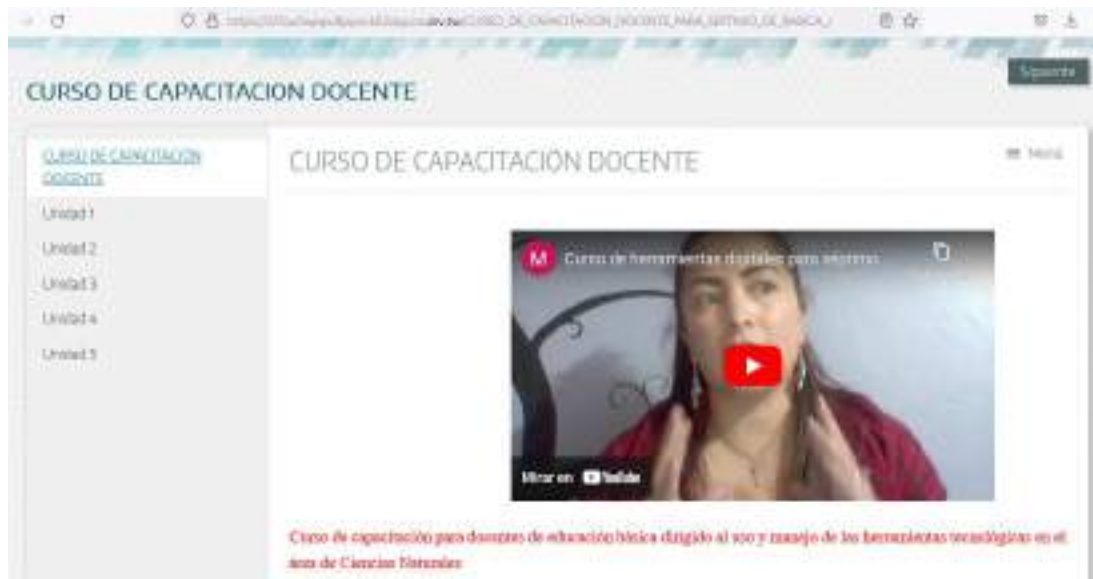 CURSO DE CAPACITACION DOCENTE
Siguiente
CURSO DE CAPACITACIÓN
DOCENTE
Unidad 1
Unidad 2
Unidad 3
Unidad 4
Unidad 5
CURSO DE CAPACITACIÓN DOCENTE
Menú
M
Curso de herramientas digitales para séptimo
Mirar en YouTube
Curso de capacitación para docentes de educación básica dirigido al uso y manejo de las herramientas tecnológicas en el
área de Ciencias Naturales